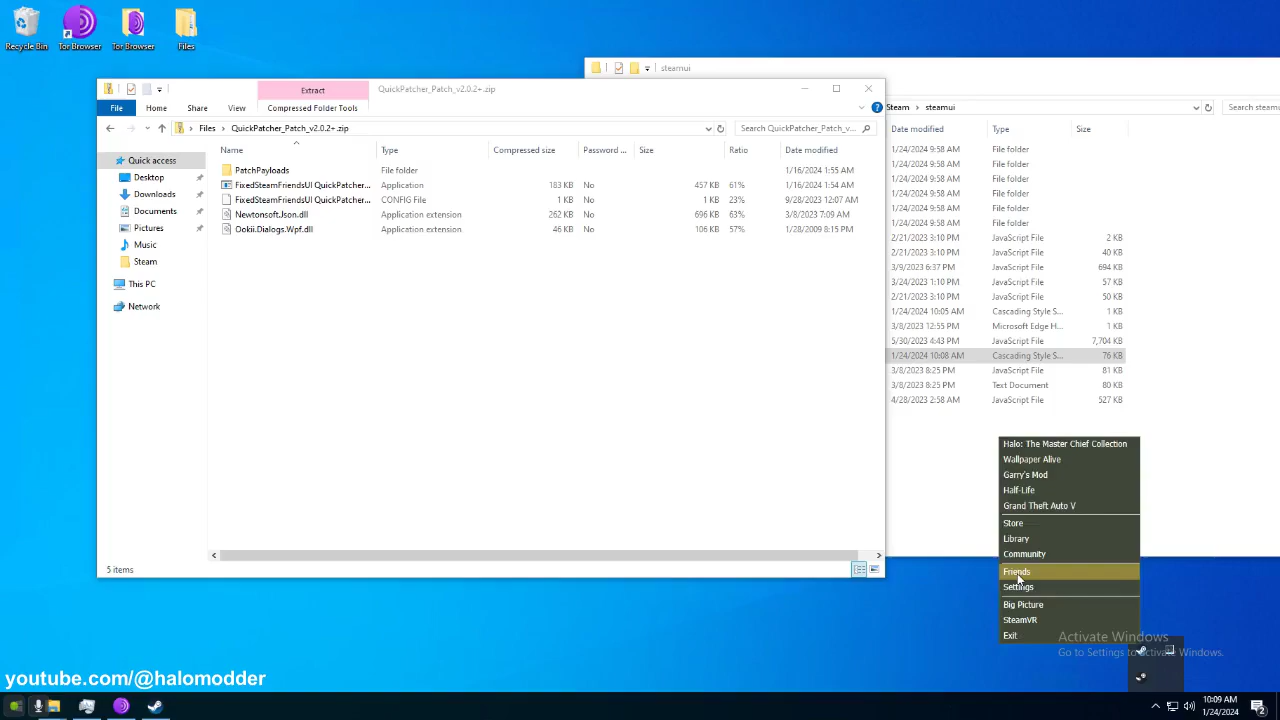 Recycle Bin
Tor Browser
Tor Browser
Files
steamui
Extract
QuickPatcher_Patch_v2.0.2+.zip
File
Home
Share
View
Compressed Folder Tools
Steam > steamui
Search steamu
Files > QuickPatcher_Patch_v2.0.2+.zip
Search QuickPatcher_Patch_v...
Date modified
Type
Size
Name
Type
Compressed size
Password ...
Size
Ratio
Date modified
Quick access
Desktop
Downloads
Documents
Pictures
Music
Steam
This PC
Network
PatchPayloads File folder 1/16/2024 1:55 AM
FixedSteamFriendsUI QuickPatcher... Application 183 KB No 457 KB 61% 1/16/2024 1:54 AM
FixedSteamFriendsUI QuickPatcher... CONFIG File 1 KB No 1 KB 23% 9/28/2023 12:07 AM
Newtonsoft.Json.dll Application extension 262 KB No 696 KB 63% 3/8/2023 7:09 AM
Ookii.Dialogs.Wpf.dll Application extension 46 KB No 106 KB 57% 1/28/2009 8:15 PM
1/24/2024 9:58 AM File folder
1/24/2024 9:58 AM File folder
1/24/2024 9:58 AM File folder
1/24/2024 9:58 AM File folder
1/24/2024 9:58 AM File folder
1/24/2024 9:58 AM File folder
2/21/2023 3:10 PM JavaScript File 2 KB
2/21/2023 3:10 PM JavaScript File 40 KB
3/9/2023 6:37 PM JavaScript File 694 KB
3/24/2023 1:10 PM JavaScript File 57 KB
2/21/2023 3:10 PM JavaScript File 50 KB
1/24/2024 10:05 AM Cascading Style S... 1 KB
3/8/2023 12:55 PM Microsoft Edge H... 1 KB
5/30/2023 4:43 PM JavaScript File 7,704 KB
1/24/2024 10:08 AM Cascading Style S... 76 KB
3/8/2023 8:25 PM JavaScript File 81 KB
3/8/2023 8:25 PM Text Document 80 KB
4/28/2023 2:58 AM JavaScript File 527 KB
5 items
Halo: The Master Chief Collection
Wallpaper Alive
Garry's Mod
Half-Life
Grand Theft Auto V
Store
Library
Community
Friends
Settings
Big Picture
SteamVR
Exit
Activate Windows
Go to Settings to activate Windows.
youtube.com/@halomodder
10:09 AM
1/24/2024
2